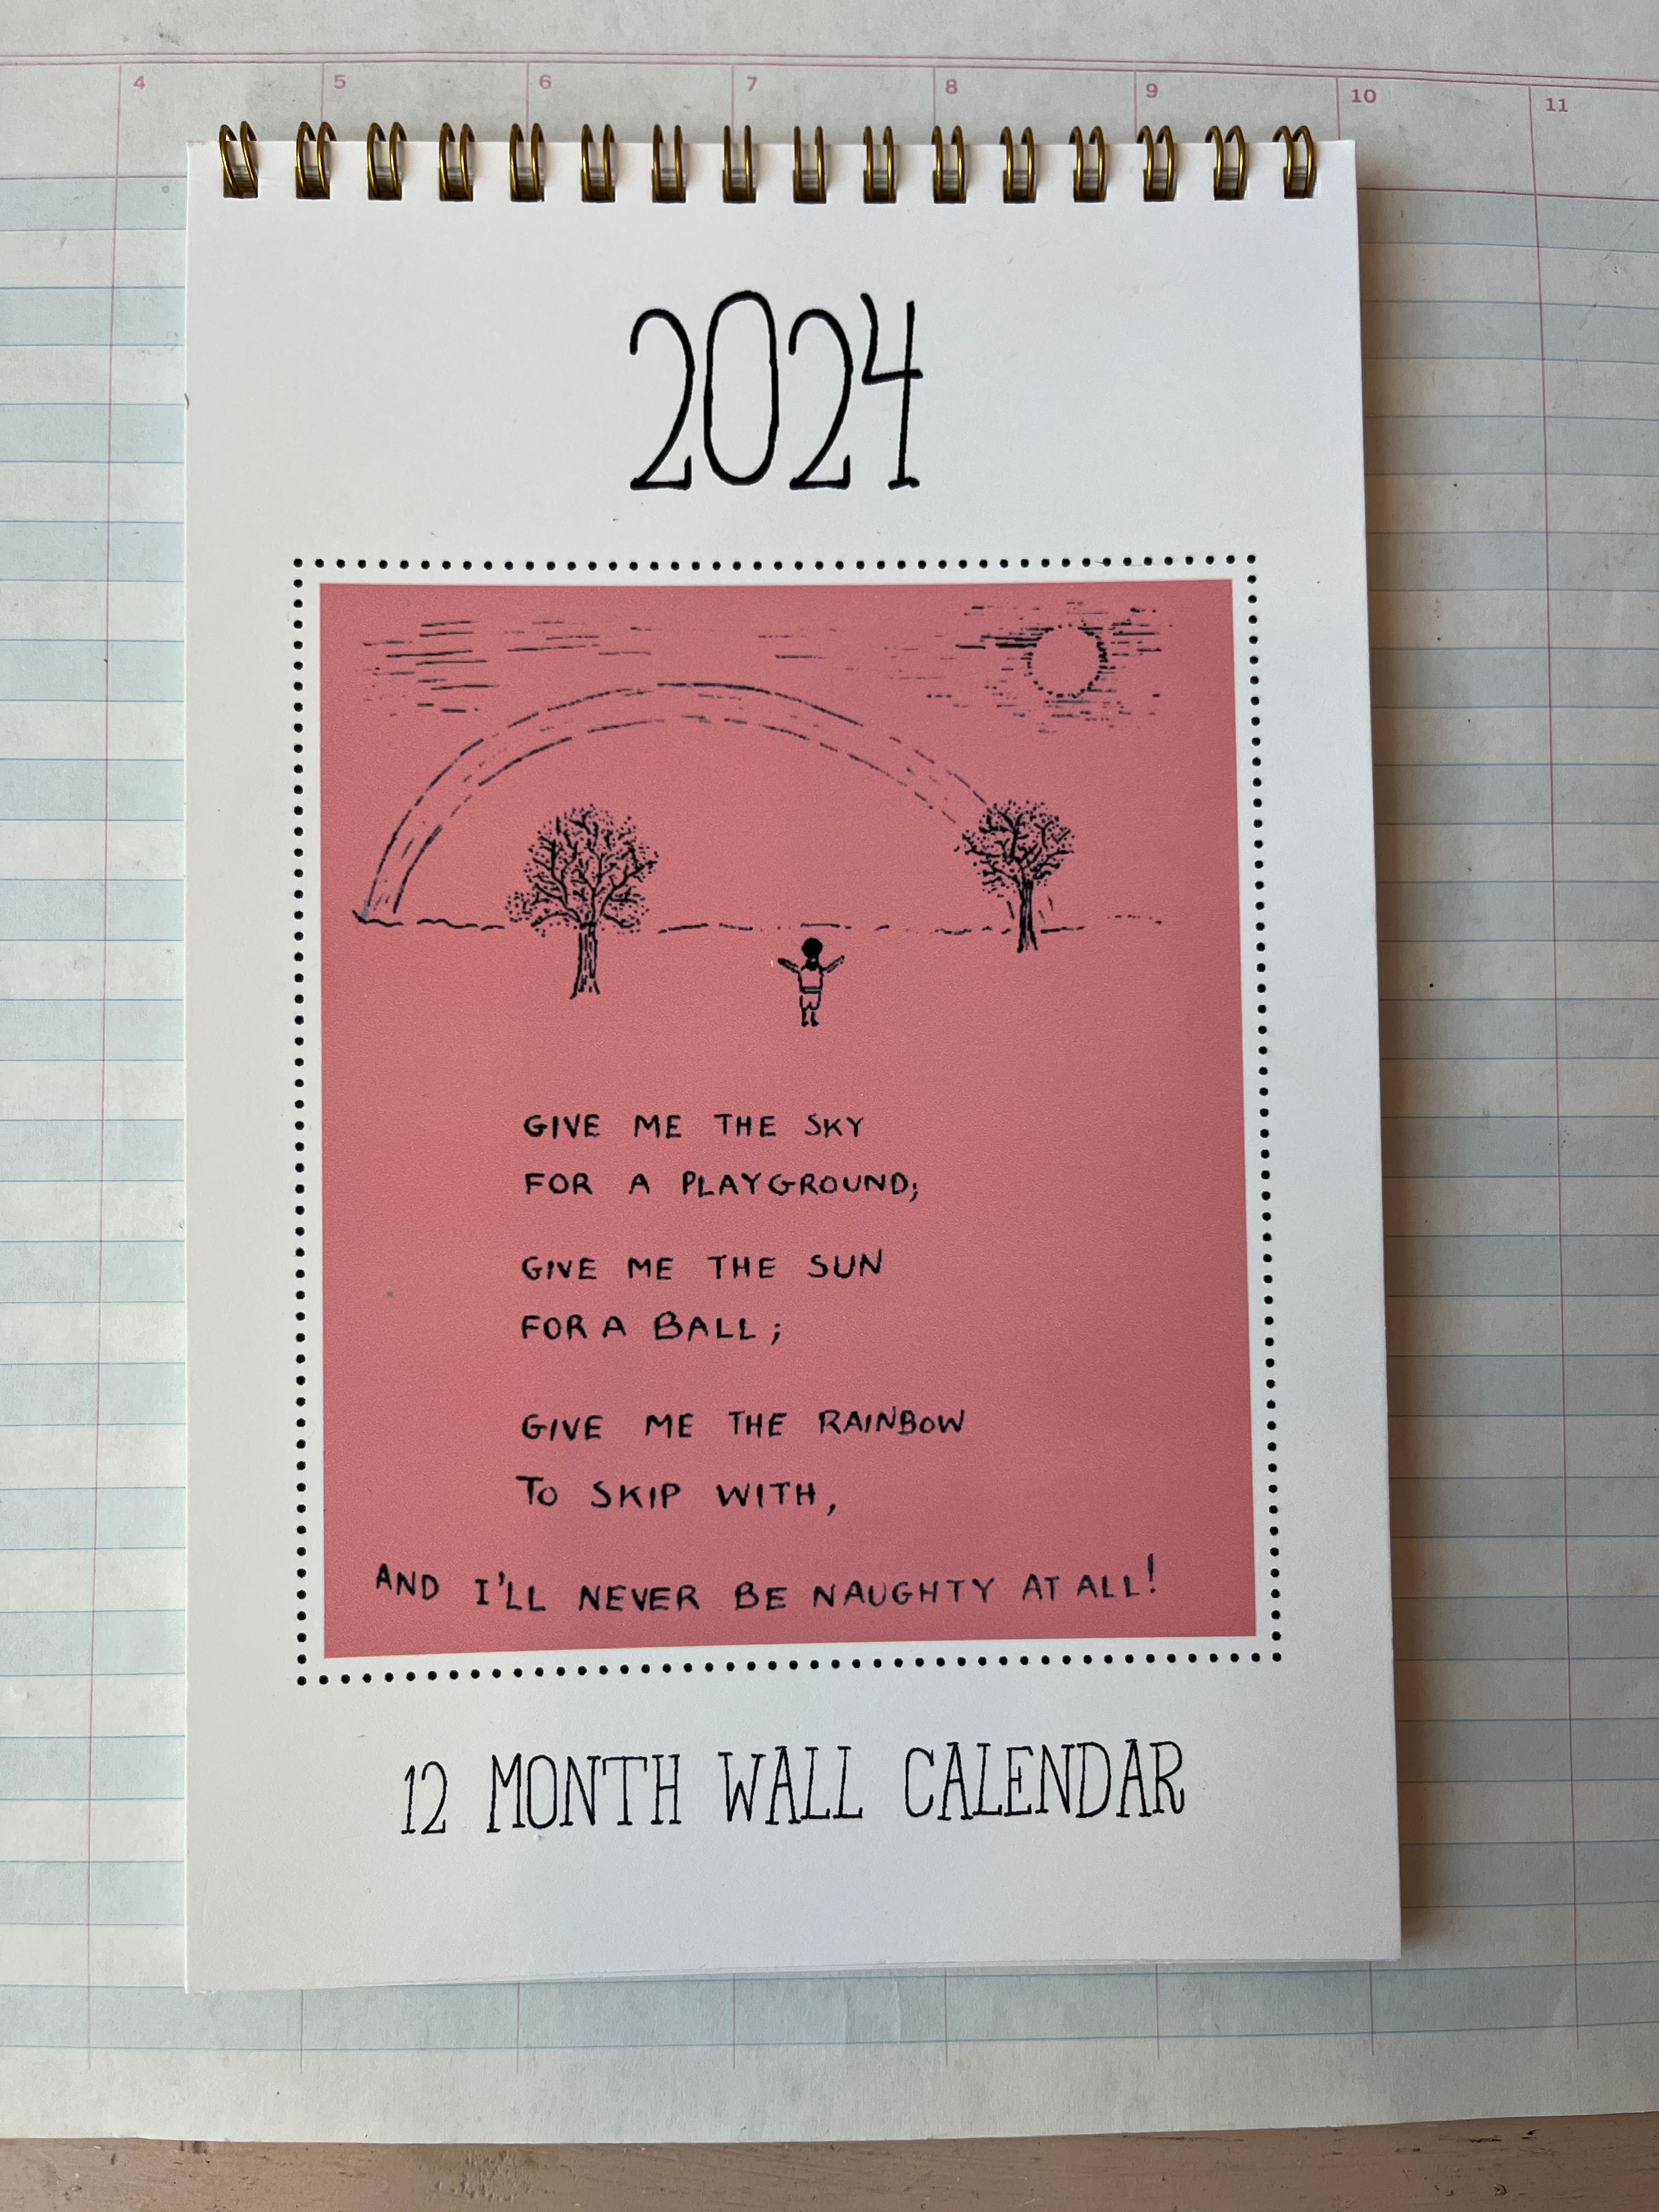 4 5 6 7 8 9 10 11
2024
GIVE ME THE SKY
FOR A PLAYGROUND;
GIVE ME THE SUN
FOR A BALL;
GIVE ME THE RAINBOW
TO SKIP WITH,
AND I'LL NEVER BE NAUGHTY AT ALL!
12 MONTH WALL CALENDAR